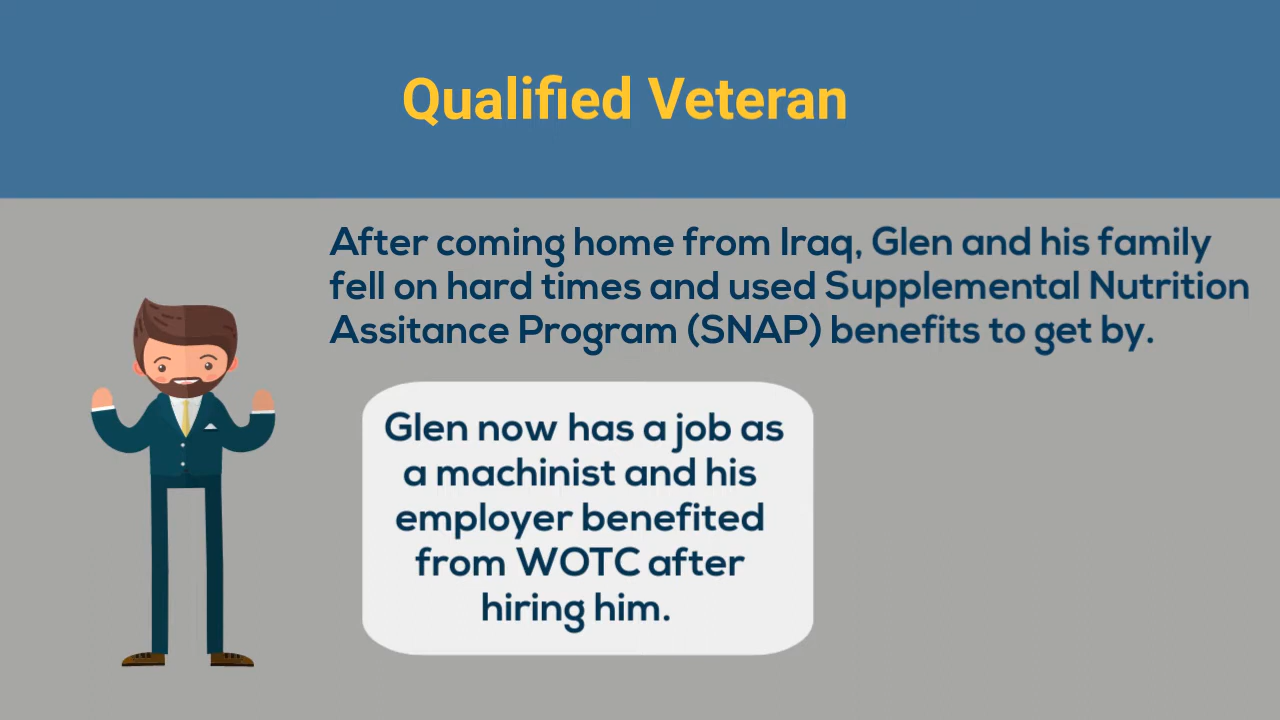 Qualified Veteran
After coming home from Iraq, Glen and his family
fell on hard times and used Supplemental Nutrition
Assitance Program (SNAP) benefits to get by.
Glen now has a job as
a machinist and his
employer benefited
from WOTC after
hiring him.